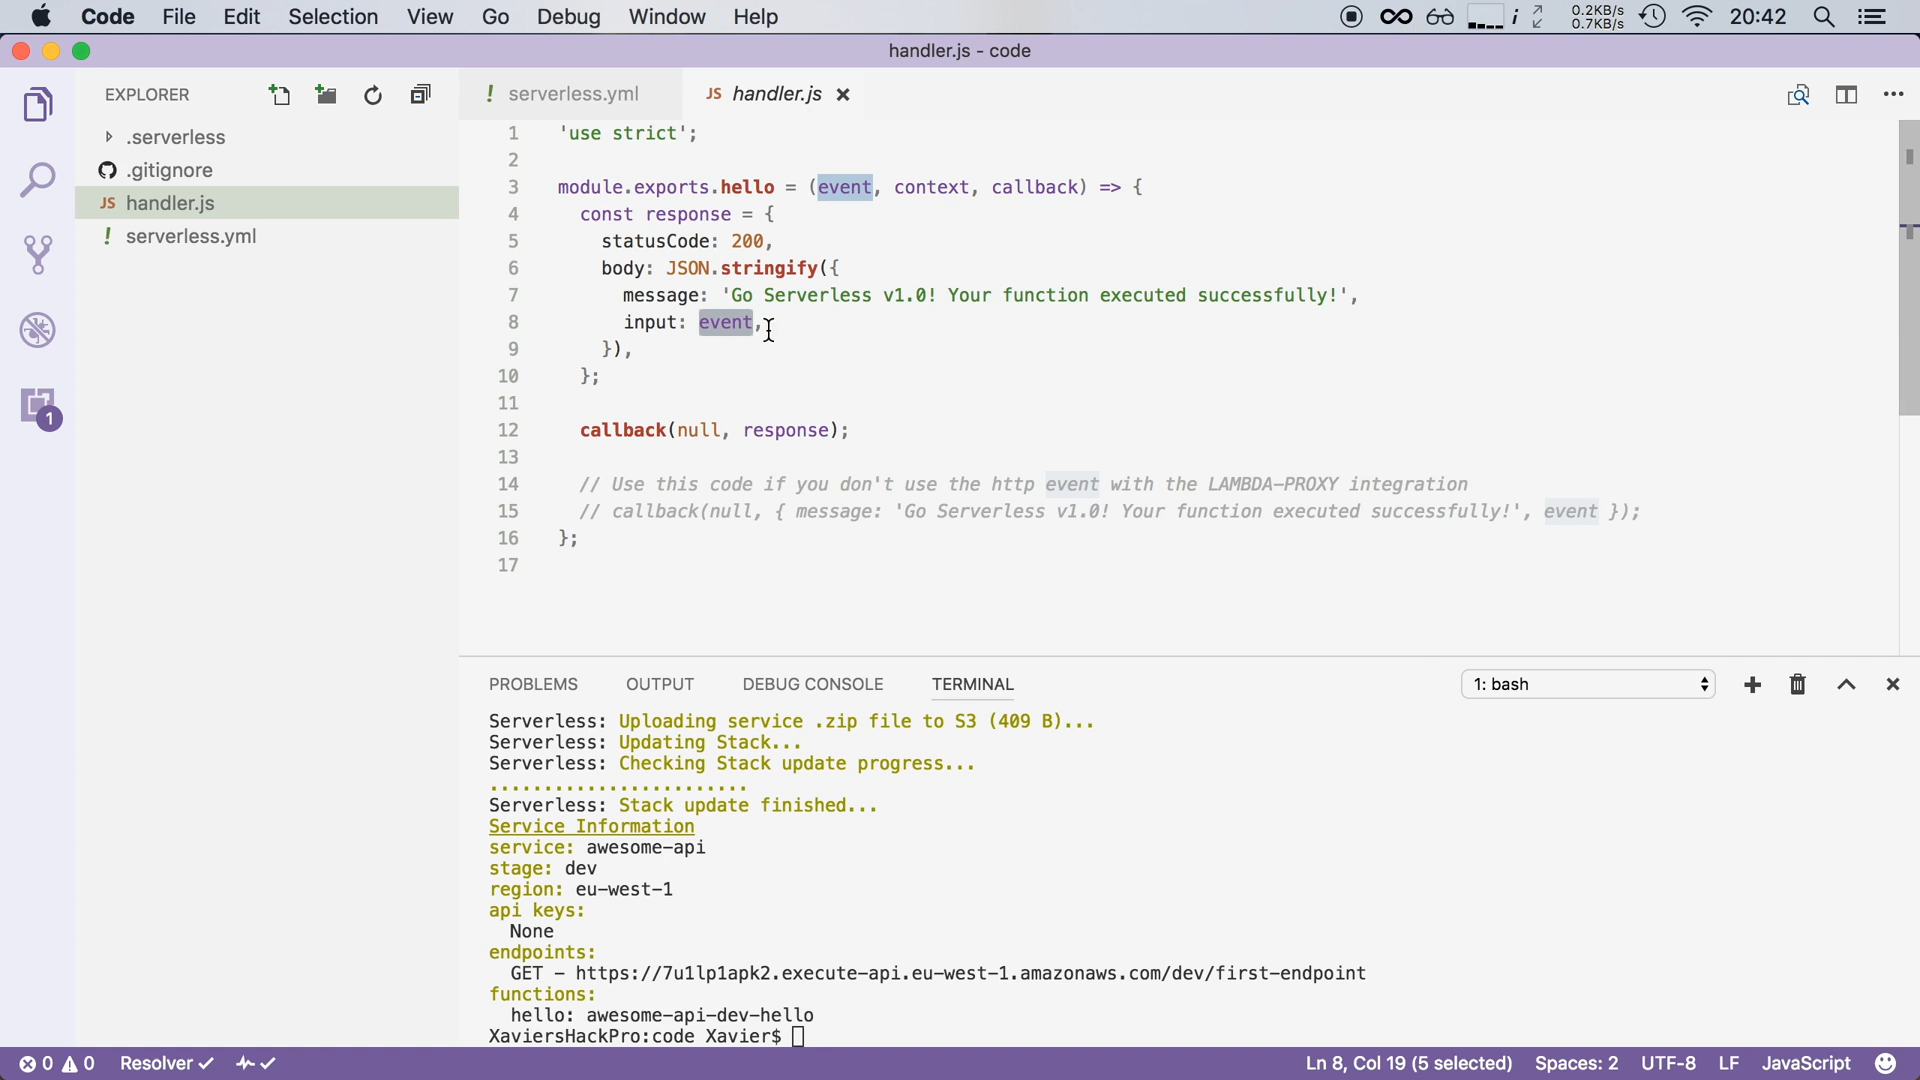 Code File Edit Selection View Go Debug Window Help
0.2KB/s
0.7KB/s
20:42
handler.js - code
EXPLORER
.serverless
.gitignore
JS handler.js
! serverless.yml
! serverless.yml
JS handler.js
1 'use strict';
2
3 module.exports.hello = (event, context, callback) => {
4 const response = {
5 statusCode: 200,
6 body: JSON.stringify({
7 message: 'Go Serverless v1.0! Your function executed successfully!',
8 input: event,
9 }),
10 };
11
12 callback(null, response);
13
14 // Use this code if you don't use the http event with the LAMBDA-PROXY integration
15 // callback(null, { message: 'Go Serverless v1.0! Your function executed successfully!', event });
16 };
17
1
PROBLEMS OUTPUT DEBUG CONSOLE TERMINAL
1: bash
Serverless: Uploading service .zip file to S3 (409 B)...
Serverless: Updating Stack...
Serverless: Checking Stack update progress...
........................
Serverless: Stack update finished...
Service Information
service: awesome-api
stage: dev
region: eu-west-1
api keys:
None
endpoints:
GET - https://7u1lp1apk2.execute-api.eu-west-1.amazonaws.com/dev/first-endpoint
functions:
hello: awesome-api-dev-hello
XaviersHackPro:code Xavier$
0 0 Resolver
Ln 8, Col 19 (5 selected) Spaces: 2 UTF-8 LF JavaScript